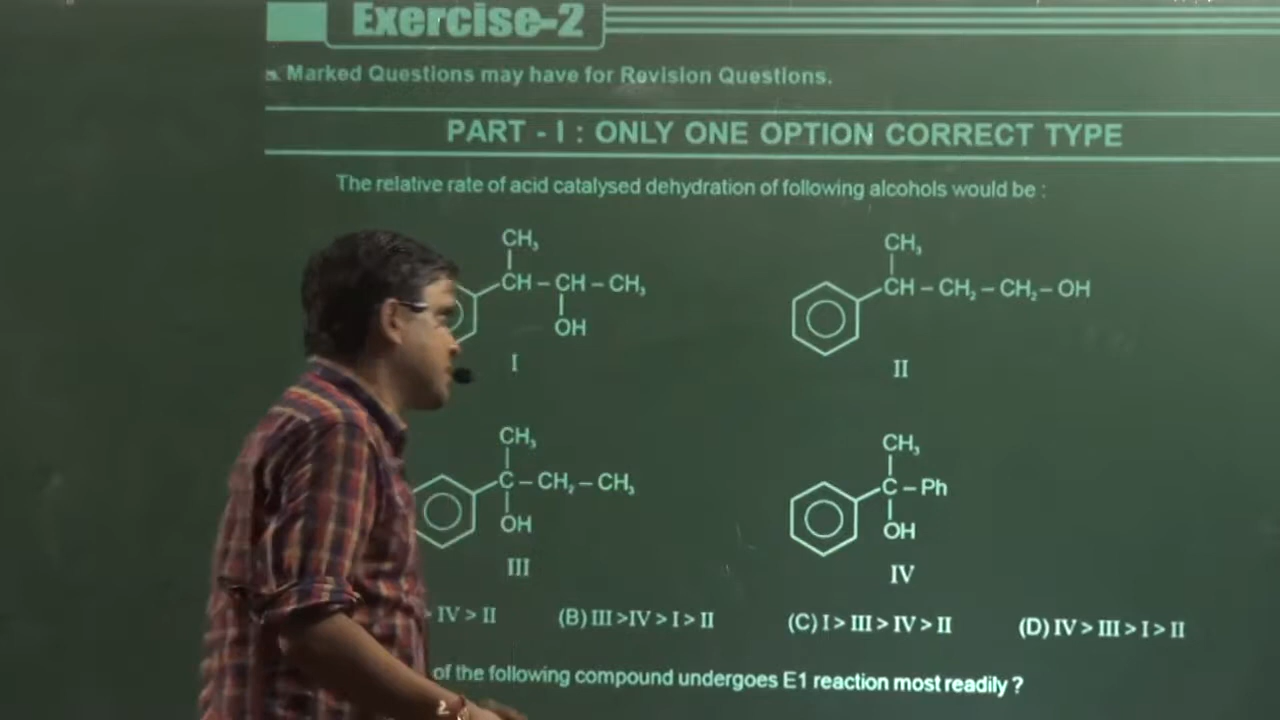 Exercise-2
Marked Questions may have for Revision Questions.
PART - I : ONLY ONE OPTION CORRECT TYPE
The relative rate of acid catalysed dehydration of following alcohols would be :
CH₃
CH – CH – CH₃
OH
I
CH₃
CH – CH₂ – CH₂ – OH
II
CH₃
C – CH₂ – CH₃
OH
III
CH₃
C – Ph
OH
IV
> IV > II
(B) III >IV > I > II
(C) I > III > IV > II
(D) IV > III > I > II
of the following compound undergoes E1 reaction most readily ?